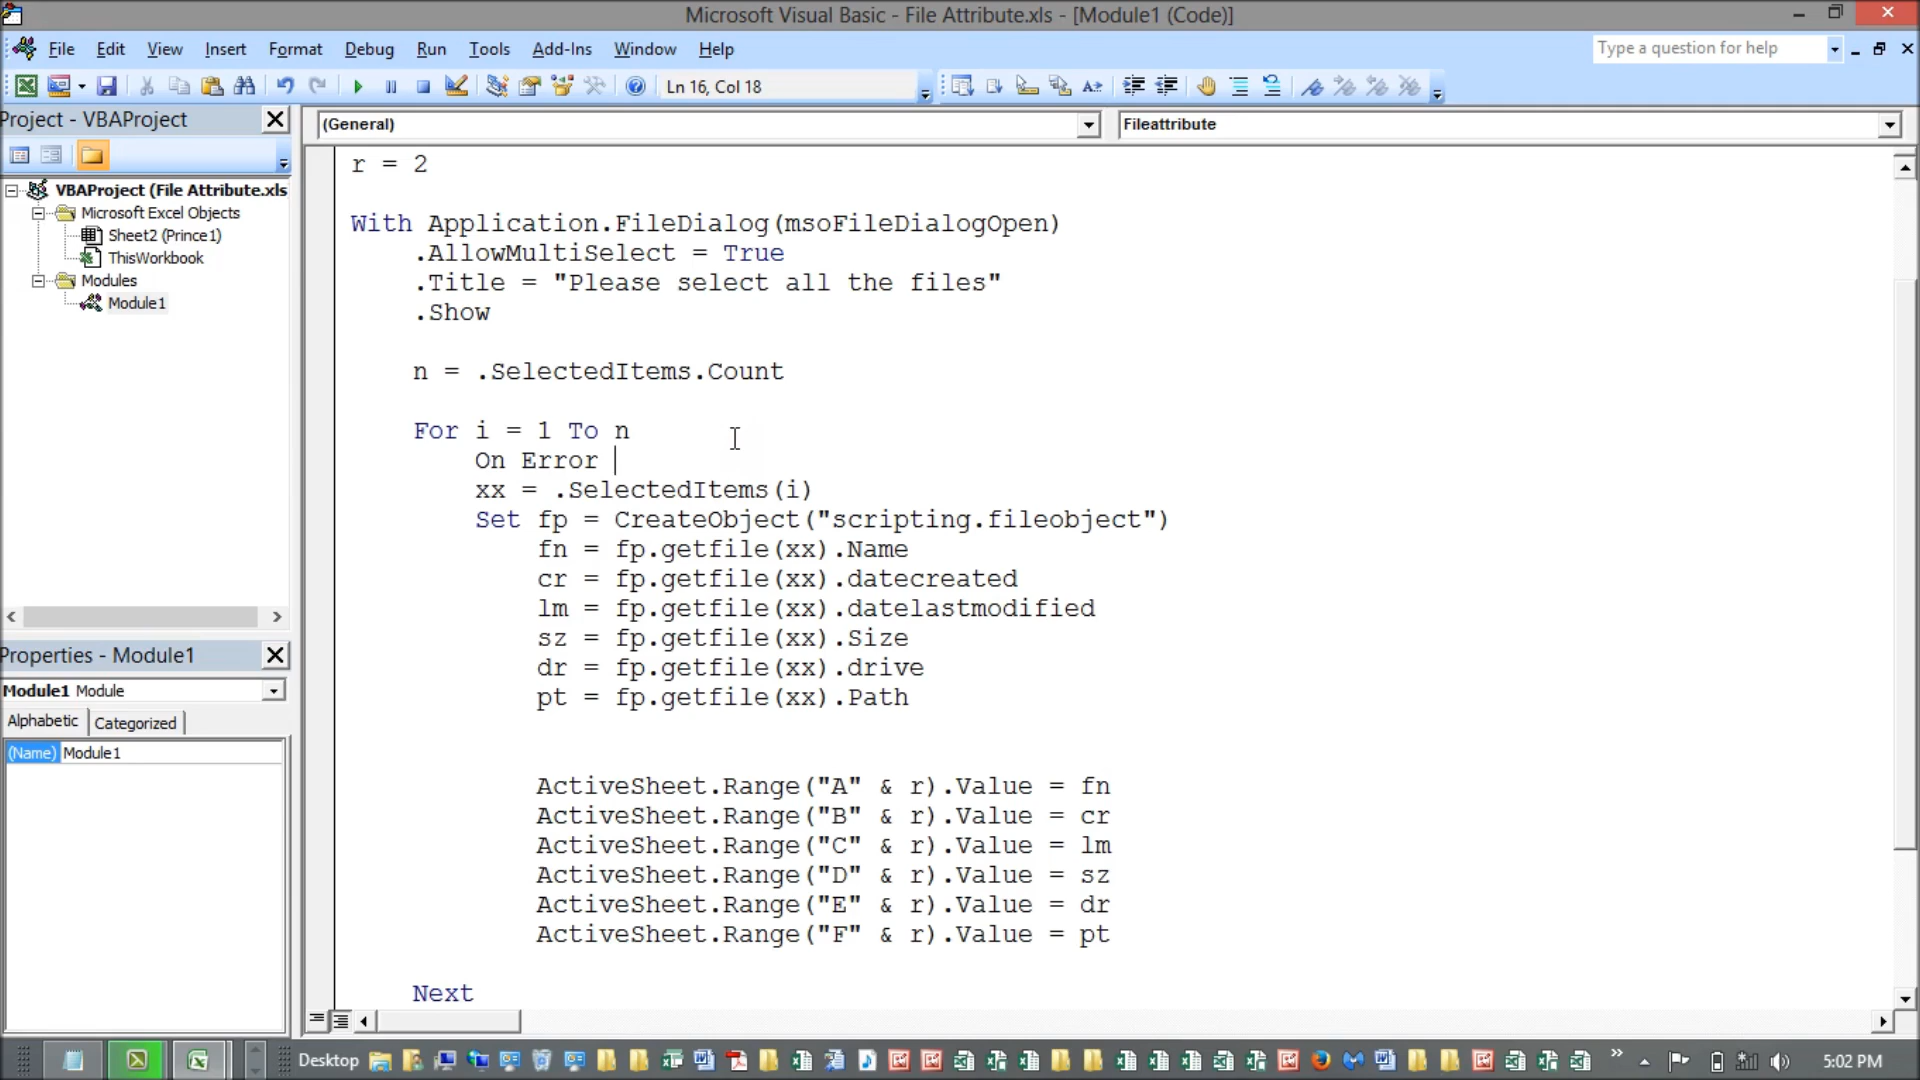 Microsoft Visual Basic - File Attribute.xls - [Module1 (Code)]
File Edit View Insert Format Debug Run Tools Add-Ins Window Help
Type a question for help
Ln 16, Col 18
Project - VBAProject
(General)
Fileattribute
VBAProject (File Attribute.xls
Microsoft Excel Objects
Sheet2 (Prince1)
ThisWorkbook
Modules
Module1
Properties - Module1
Module1 Module
Alphabetic Categorized
(Name) Module1
r = 2
With Application.FileDialog(msoFileDialogOpen)
.AllowMultiSelect = True
.Title = "Please select all the files"
.Show
n = .SelectedItems.Count
For i = 1 To n
On Error
xx = .SelectedItems(i)
Set fp = CreateObject("scripting.fileobject")
fn = fp.getfile(xx).Name
cr = fp.getfile(xx).datecreated
lm = fp.getfile(xx).datelastmodified
sz = fp.getfile(xx).Size
dr = fp.getfile(xx).drive
pt = fp.getfile(xx).Path
ActiveSheet.Range("A" & r).Value = fn
ActiveSheet.Range("B" & r).Value = cr
ActiveSheet.Range("C" & r).Value = lm
ActiveSheet.Range("D" & r).Value = sz
ActiveSheet.Range("E" & r).Value = dr
ActiveSheet.Range("F" & r).Value = pt
Next
Desktop
5:02 PM